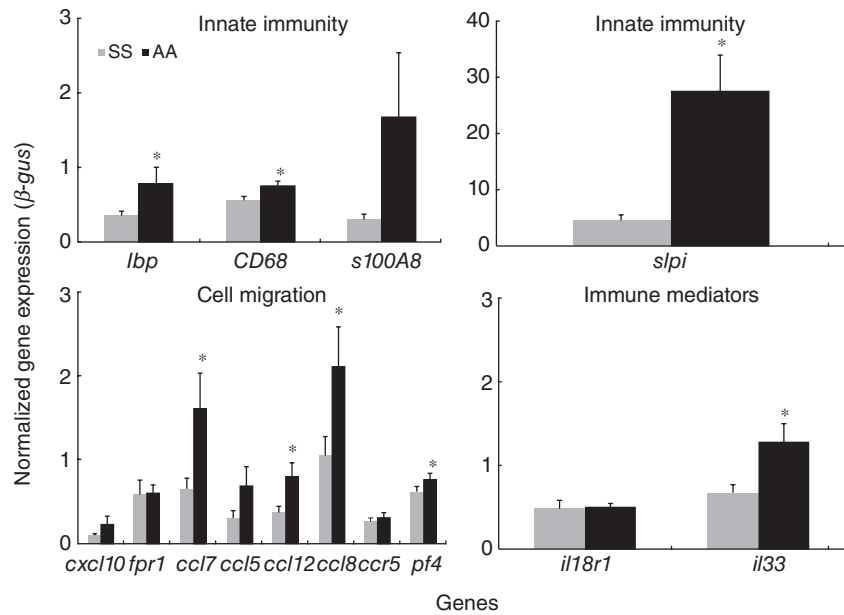 Innate immunity
SS AA
3
2
1
0
*
*
lbp CD68 s100A8
Innate immunity
40
30
20
10
0
*
slpi
Normalized gene expression (β-gus)
Cell migration
3
2
1
0
*
*
*
*
cxcl10 fpr1 ccl7 ccl5 ccl12 ccl8 ccr5 pf4
Immune mediators
3
2
1
0
*
il18r1 il33
Genes